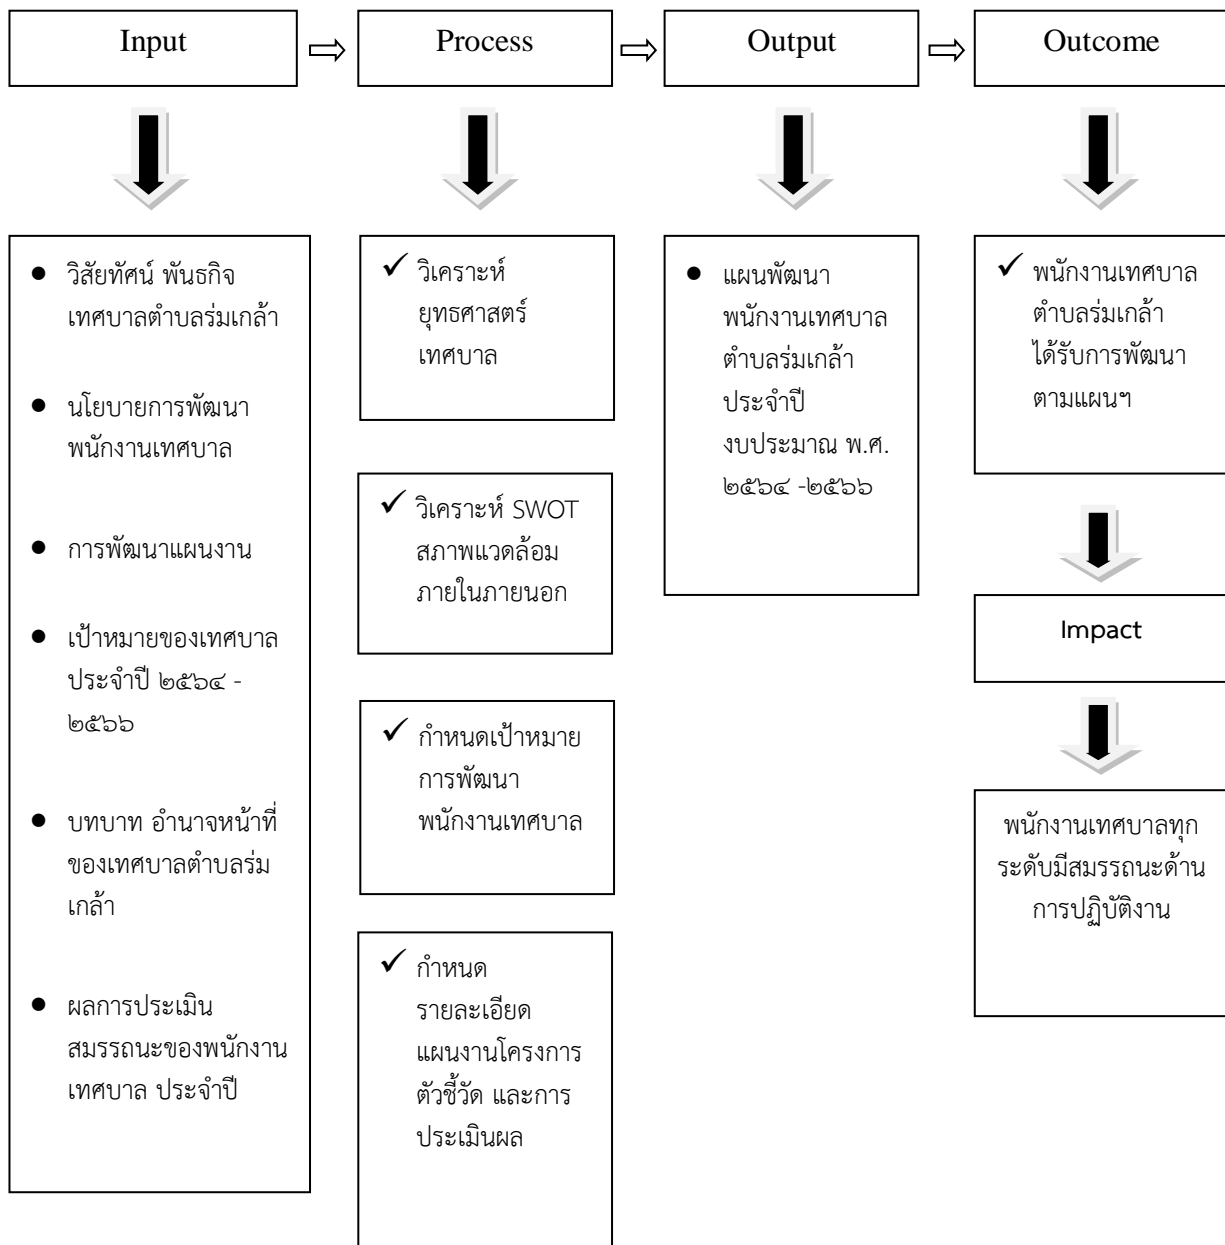 Input
Process
Output
Outcome
วิสัยทัศน์ พันธกิจ
เทศบาลตำบลร่มเกล้า
นโยบายการพัฒนา
พนักงานเทศบาล
การพัฒนาแผนงาน
เป้าหมายของเทศบาล
ประจำปี ๒๕๖๔ -
๒๕๖๖
บทบาท อำนาจหน้าที่
ของเทศบาลตำบลร่ม
เกล้า
ผลการประเมิน
สมรรถนะของพนักงาน
เทศบาล ประจำปี
วิเคราะห์
ยุทธศาสตร์
เทศบาล
วิเคราะห์ SWOT
สภาพแวดล้อม
ภายในภายนอก
กำหนดเป้าหมาย
การพัฒนา
พนักงานเทศบาล
กำหนด
รายละเอียด
แผนงานโครงการ
ตัวชี้วัด และการ
ประเมินผล
แผนพัฒนา
พนักงานเทศบาล
ตำบลร่มเกล้า
ประจำปี
งบประมาณ พ.ศ.
๒๕๖๔ -๒๕๖๖
พนักงานเทศบาล
ตำบลร่มเกล้า
ได้รับการพัฒนา
ตามแผนฯ
Impact
พนักงานเทศบาลทุก
ระดับมีสมรรถนะด้าน
การปฏิบัติงาน